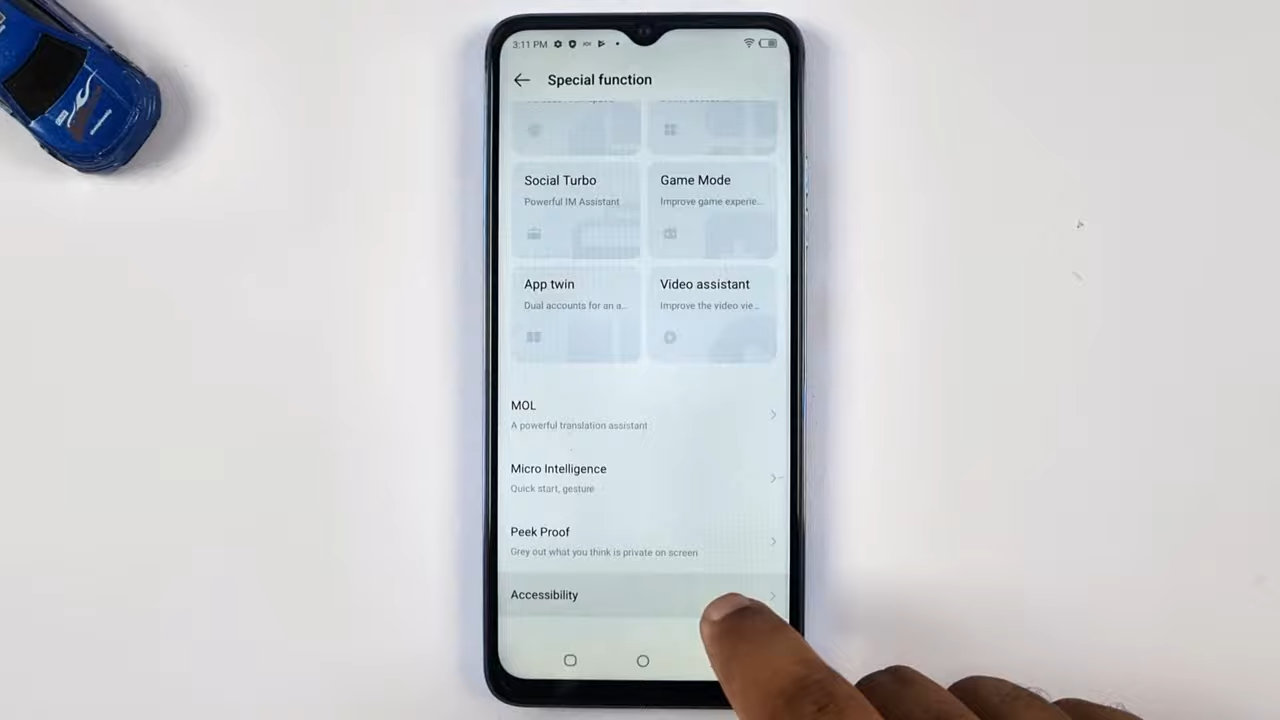 3:11 PM
Special function
Social Turbo
Powerful IM Assistant
Game Mode
Improve game experie...
App twin
Dual accounts for an a...
Video assistant
Improve the video vie...
MOL
A powerful translation assistant
Micro Intelligence
Quick start, gesture
Peek Proof
Grey out what you think is private on screen
Accessibility